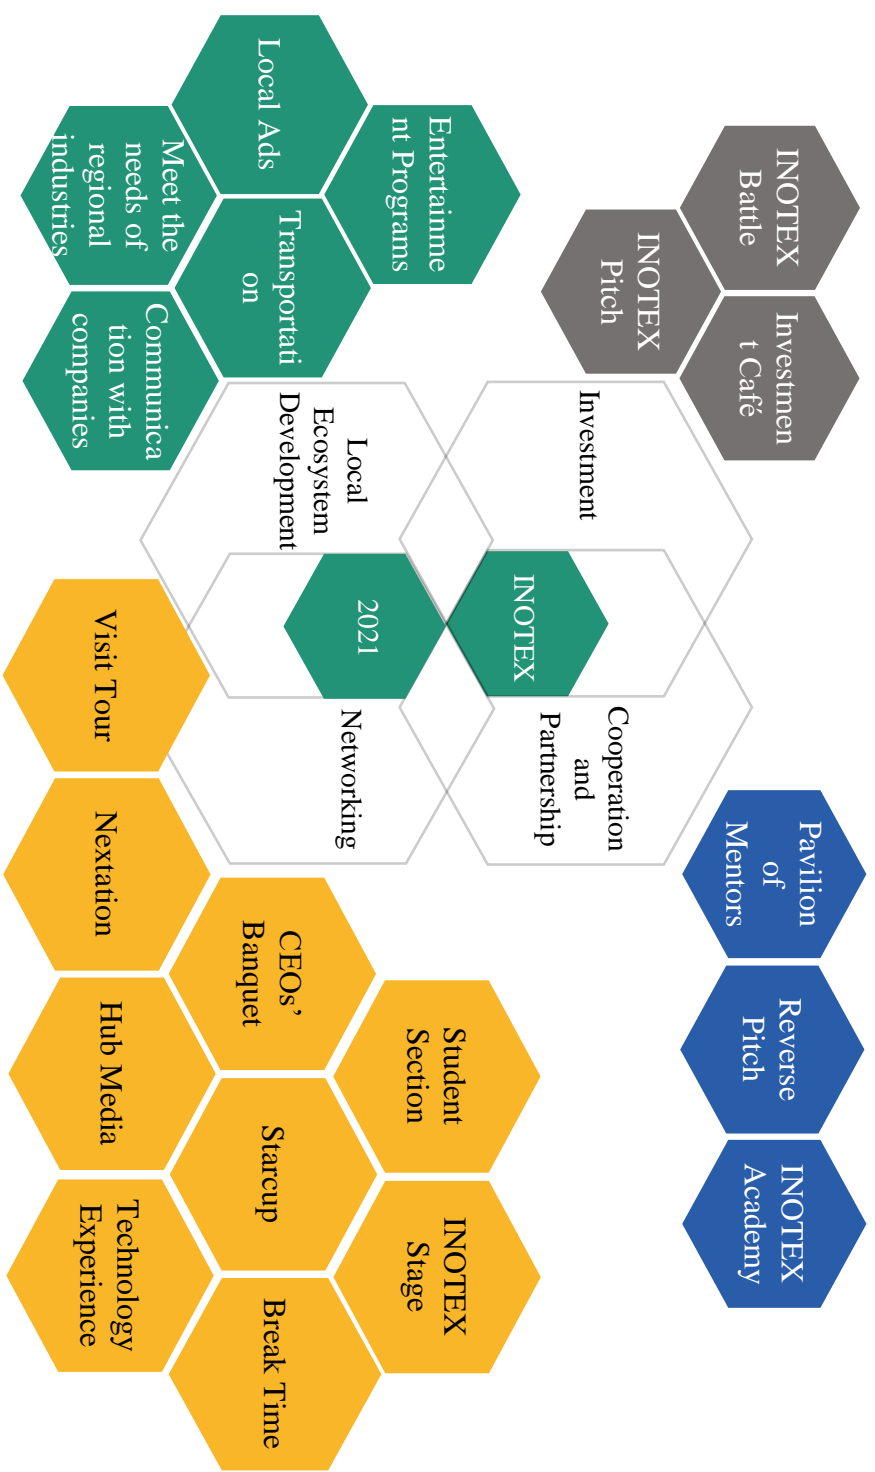 INOTEX
Battle
Investmen
t Café
INOTEX
Pitch
Pavilion
of
Mentors
Reverse
Pitch
INOTEX
Academy
Investment
Cooperation
and
Partnership
INOTEX
2021
Local
Ecosystem
Development
Networking
Entertainme
nt Programs
Local Ads
Transportati
on
Meet the
needs of
regional
industries
Communica
tion with
companies
Student
Section
INOTEX
Stage
CEOs’
Banquet
Starcup
Break Time
Visit Tour
Nextation
Hub Media
Technology
Experience